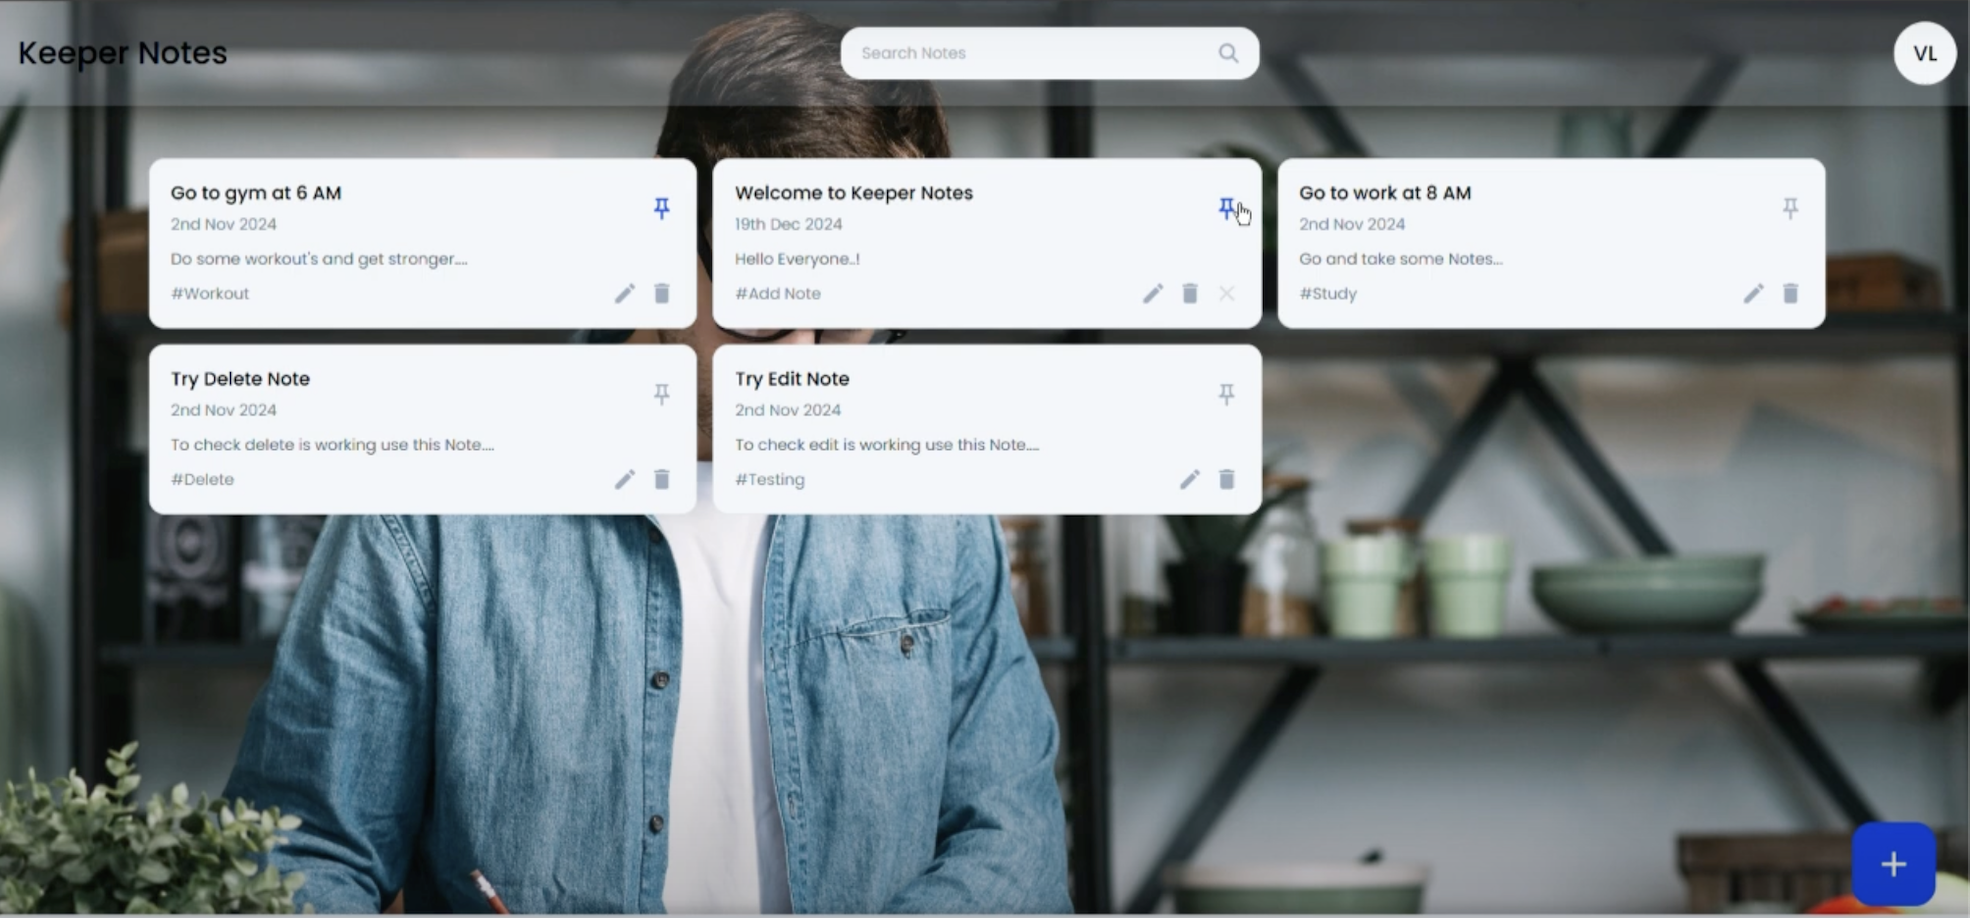 Keeper Notes
Search Notes
VL
Go to gym at 6 AM
2nd Nov 2024
Do some workout's and get stronger....
#Workout
Welcome to Keeper Notes
19th Dec 2024
Hello Everyone..!
#Add Note
Go to work at 8 AM
2nd Nov 2024
Go and take some Notes...
#Study
Try Delete Note
2nd Nov 2024
To check delete is working use this Note....
#Delete
Try Edit Note
2nd Nov 2024
To check edit is working use this Note....
#Testing
+